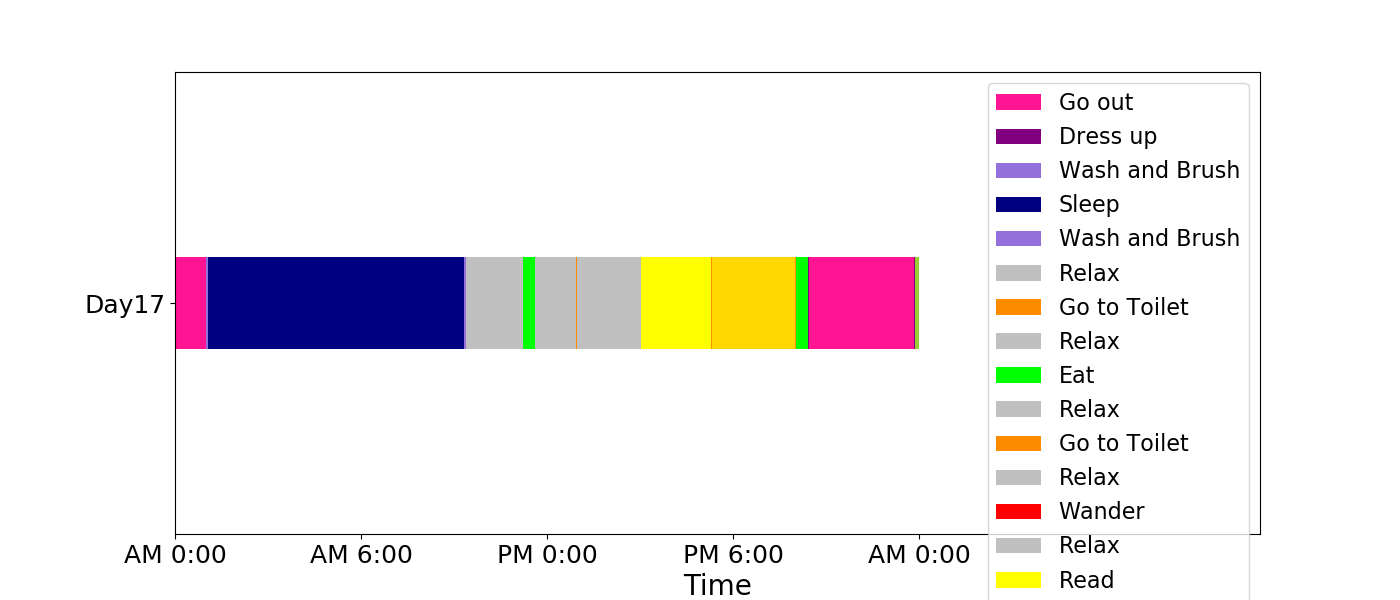 Go out
Dress up
Wash and Brush
Sleep
Wash and Brush
Relax
Go to Toilet
Relax
Eat
Relax
Go to Toilet
Relax
Wander
Relax
Read
Day17
AM 0:00 AM 6:00 PM 0:00 PM 6:00 AM 0:00
Time